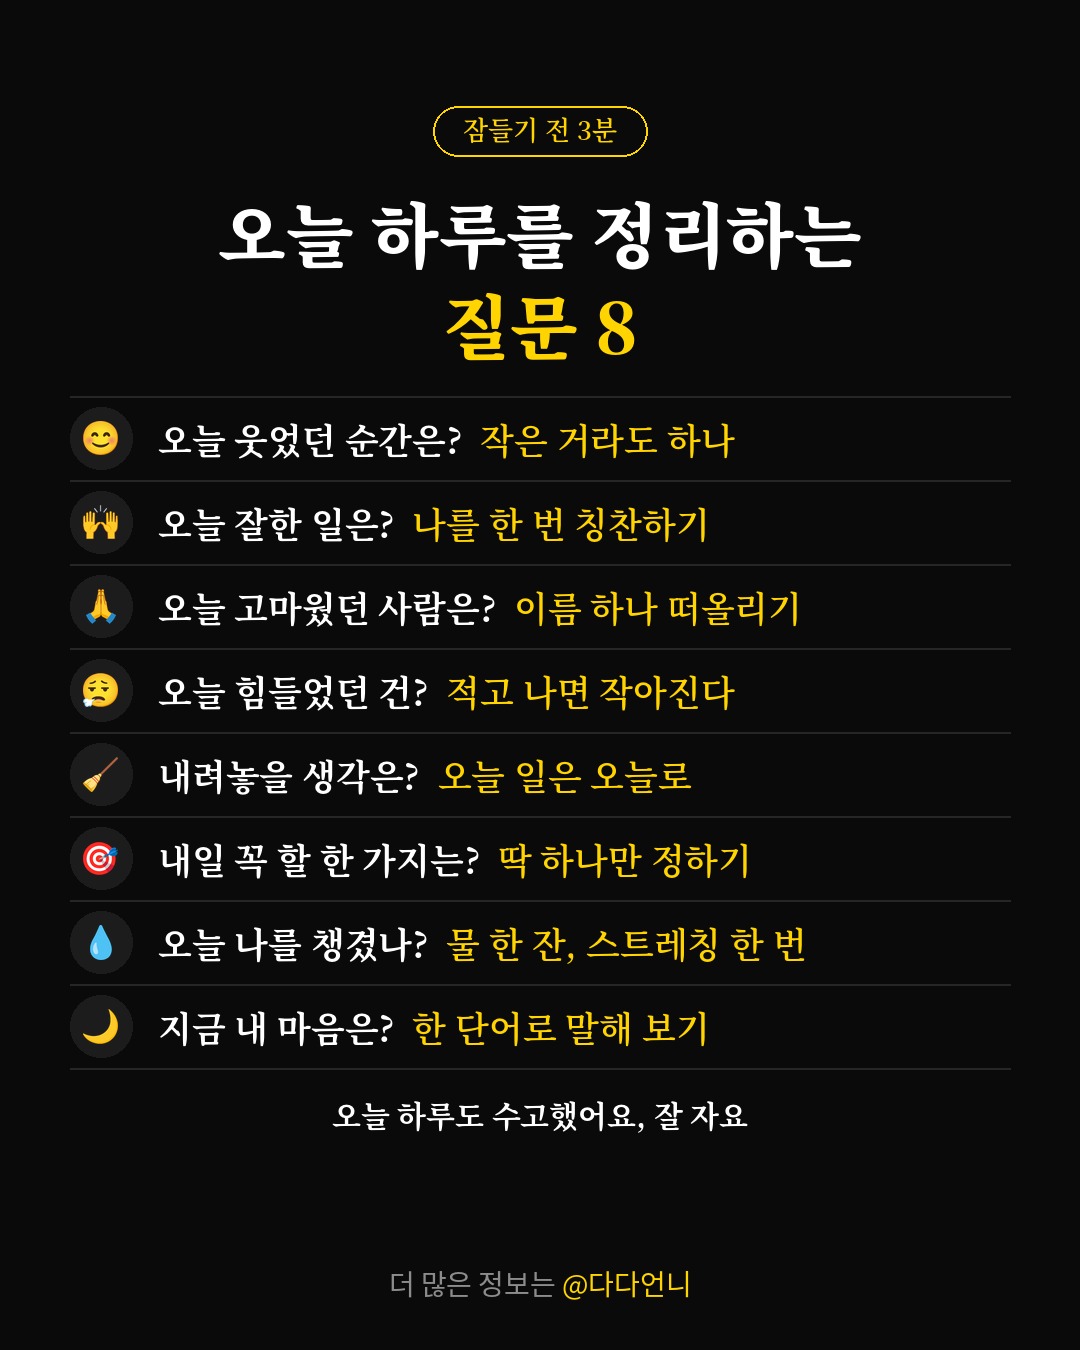 잠들기 전 3분
오늘 하루를 정리하는
질문 8
오늘 웃었던 순간은? 작은 거라도 하나
오늘 잘한 일은? 나를 한 번 칭찬하기
오늘 고마웠던 사람은? 이름 하나 떠올리기
오늘 힘들었던 건? 적고 나면 작아진다
내려놓을 생각은? 오늘 일은 오늘로
내일 꼭 할 한 가지는? 딱 하나만 정하기
오늘 나를 챙겼나? 물 한 잔, 스트레칭 한 번
지금 내 마음은? 한 단어로 말해 보기
오늘 하루도 수고했어요, 잘 자요
더 많은 정보는 @다다언니